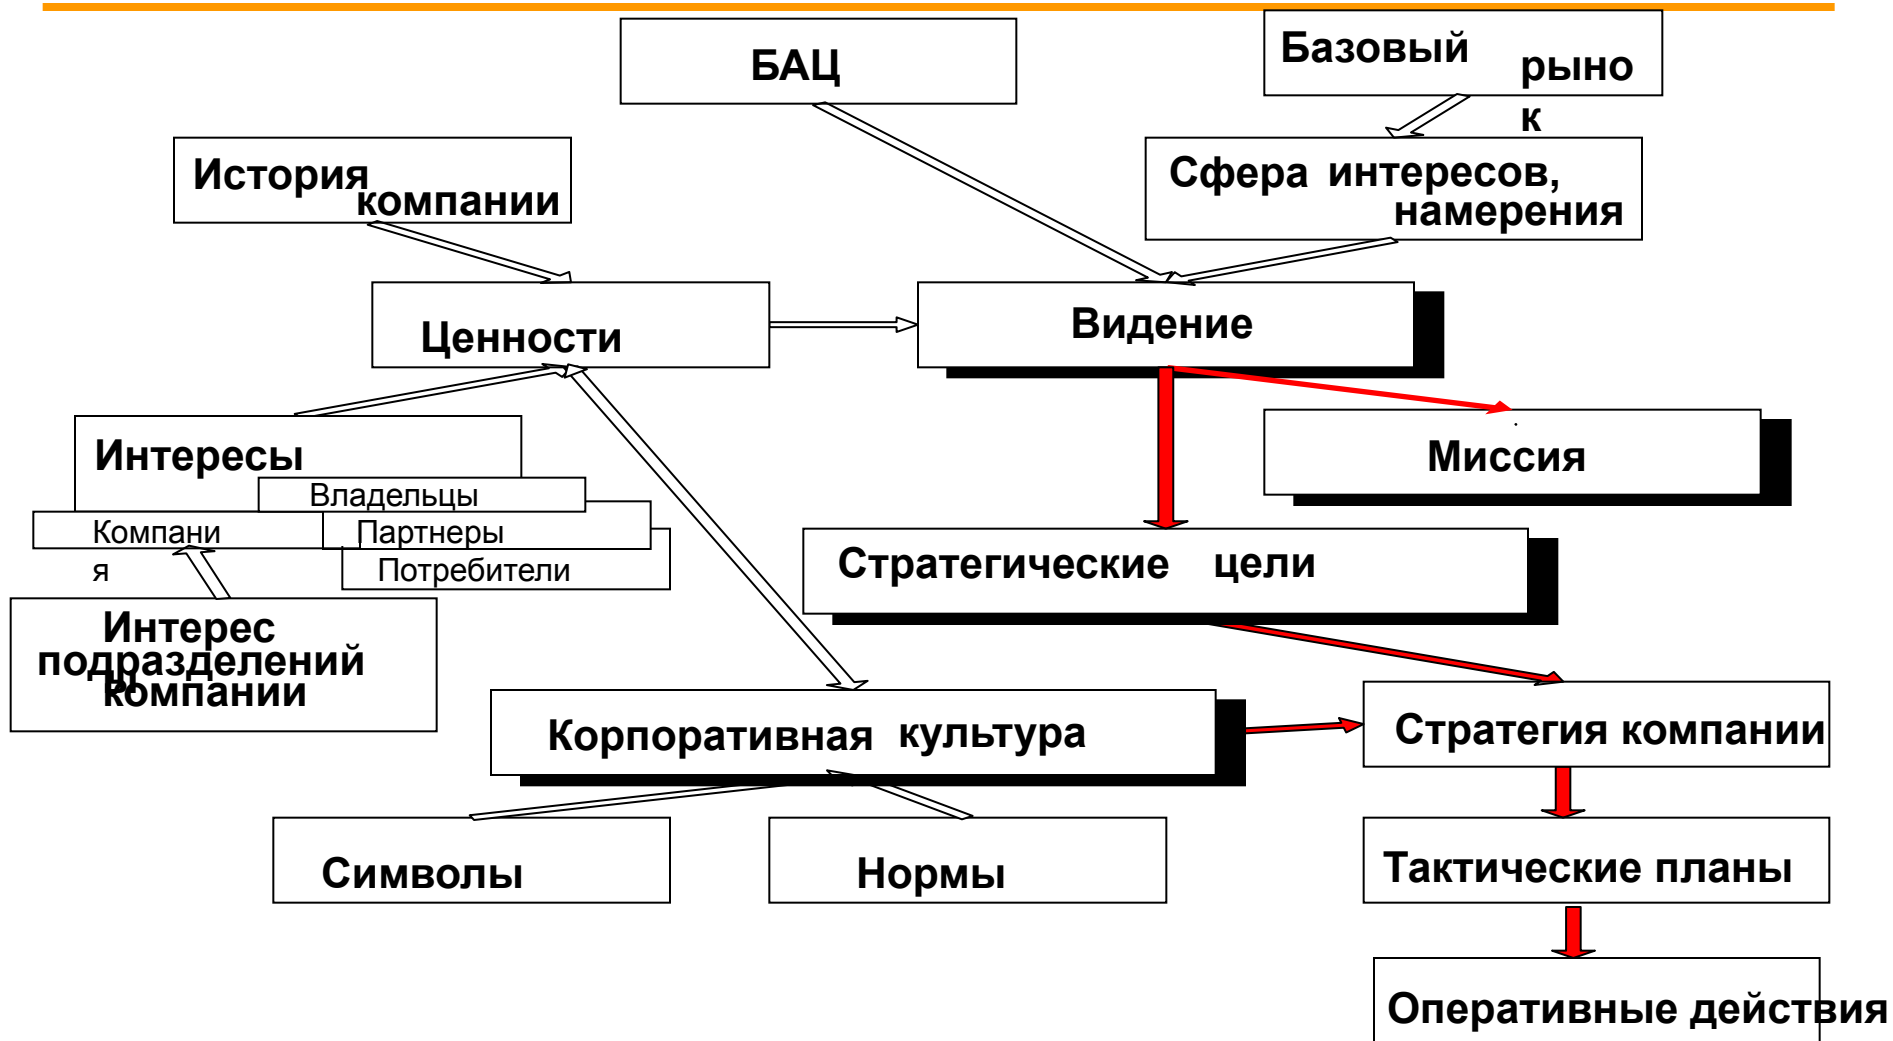 БАЦ
Базовый рыно
к
История
компании
Сфера интересов,
намерения
Ценности
Видение
Интересы
Миссия
Владельцы
Компани
я
Партнеры
Потребители
Стратегические цели
Интерес
ы
подразделений
компании
Корпоративная культура
Стратегия компании
Символы
Нормы
Тактические планы
Оперативные действия